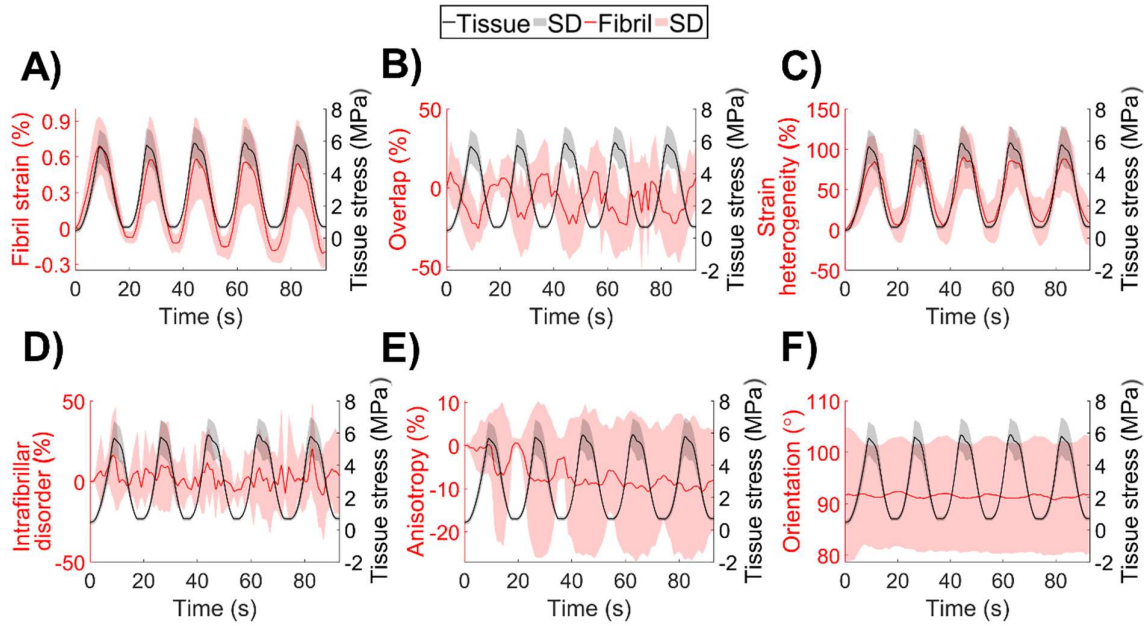 Tissue SD Fibril SD
A)
B)
C)
Fibril strain (%)
0.9
0.6
0.3
0
-0.3
0 20 40 60 80
Time (s)
Tissue stress (MPa)
8
6
4
2
0
-2
Overlap (%)
50
0
-50
0 20 40 60 80
Time (s)
Tissue stress (MPa)
8
6
4
2
0
-2
Strain
heterogeneity (%)
150
100
50
0
-50
0 20 40 60 80
Time (s)
Tissue stress (MPa)
8
6
4
2
0
-2
D)
E)
F)
Intrafibrillar
disorder (%)
50
0
-50
0 20 40 60 80
Time (s)
Tissue stress (MPa)
8
6
4
2
0
-2
Anisotropy (%)
10
0
-10
-20
0 20 40 60 80
Time (s)
Tissue stress (MPa)
8
6
4
2
0
-2
Orientation (°)
110
100
90
80
0 20 40 60 80
Time (s)
Tissue stress (MPa)
8
6
4
2
0
-2